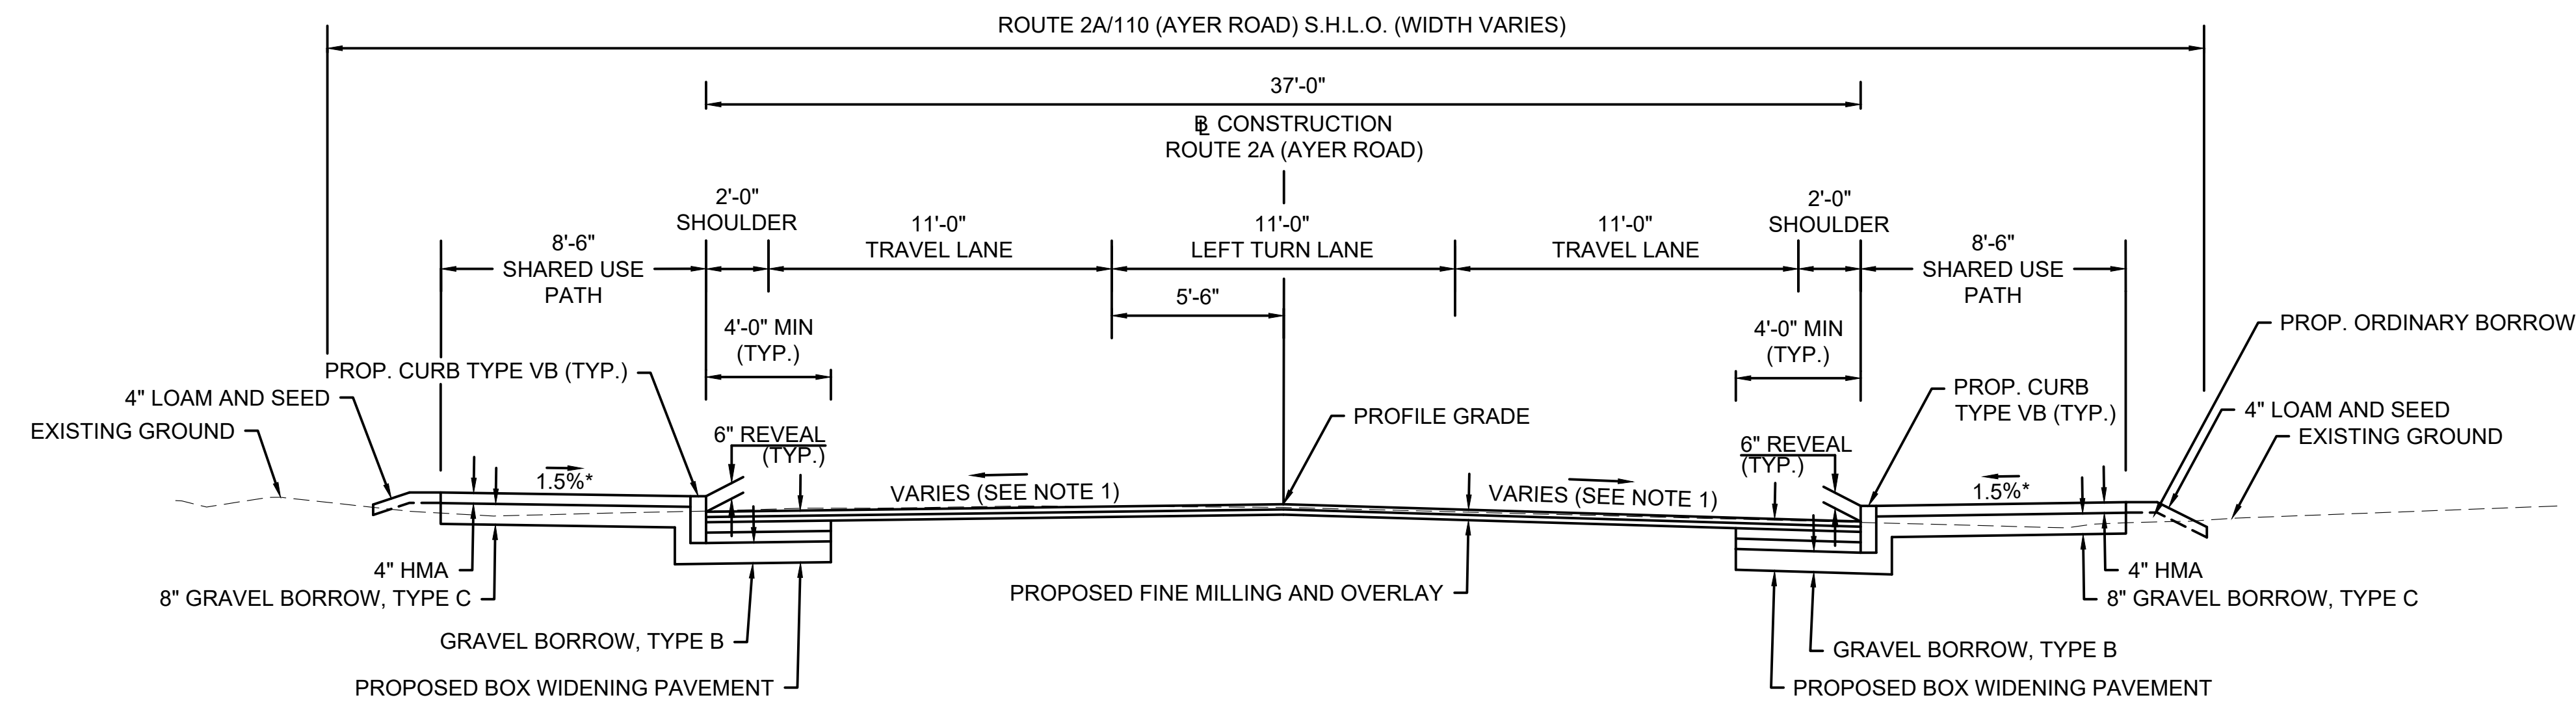 ROUTE 2A/110 (AYER ROAD) S.H.L.O. (WIDTH VARIES)
37'-0"
BL CONSTRUCTION
ROUTE 2A (AYER ROAD)
8'-6"
SHARED USE
PATH
2'-0"
SHOULDER
11'-0"
TRAVEL LANE
11'-0"
LEFT TURN LANE
11'-0"
TRAVEL LANE
2'-0"
SHOULDER
8'-6"
SHARED USE
PATH
5'-6"
4'-0" MIN
(TYP.)
4'-0" MIN
(TYP.)
PROP. ORDINARY BORROW
PROP. CURB TYPE VB (TYP.)
4" LOAM AND SEED
EXISTING GROUND
6" REVEAL
(TYP.)
PROFILE GRADE
6" REVEAL
(TYP.)
PROP. CURB
TYPE VB (TYP.)
4" LOAM AND SEED
EXISTING GROUND
1.5%*
VARIES (SEE NOTE 1)
VARIES (SEE NOTE 1)
1.5%*
4" HMA
8" GRAVEL BORROW, TYPE C
GRAVEL BORROW, TYPE B
PROPOSED BOX WIDENING PAVEMENT
PROPOSED FINE MILLING AND OVERLAY
4" HMA
8" GRAVEL BORROW, TYPE C
GRAVEL BORROW, TYPE B
PROPOSED BOX WIDENING PAVEMENT